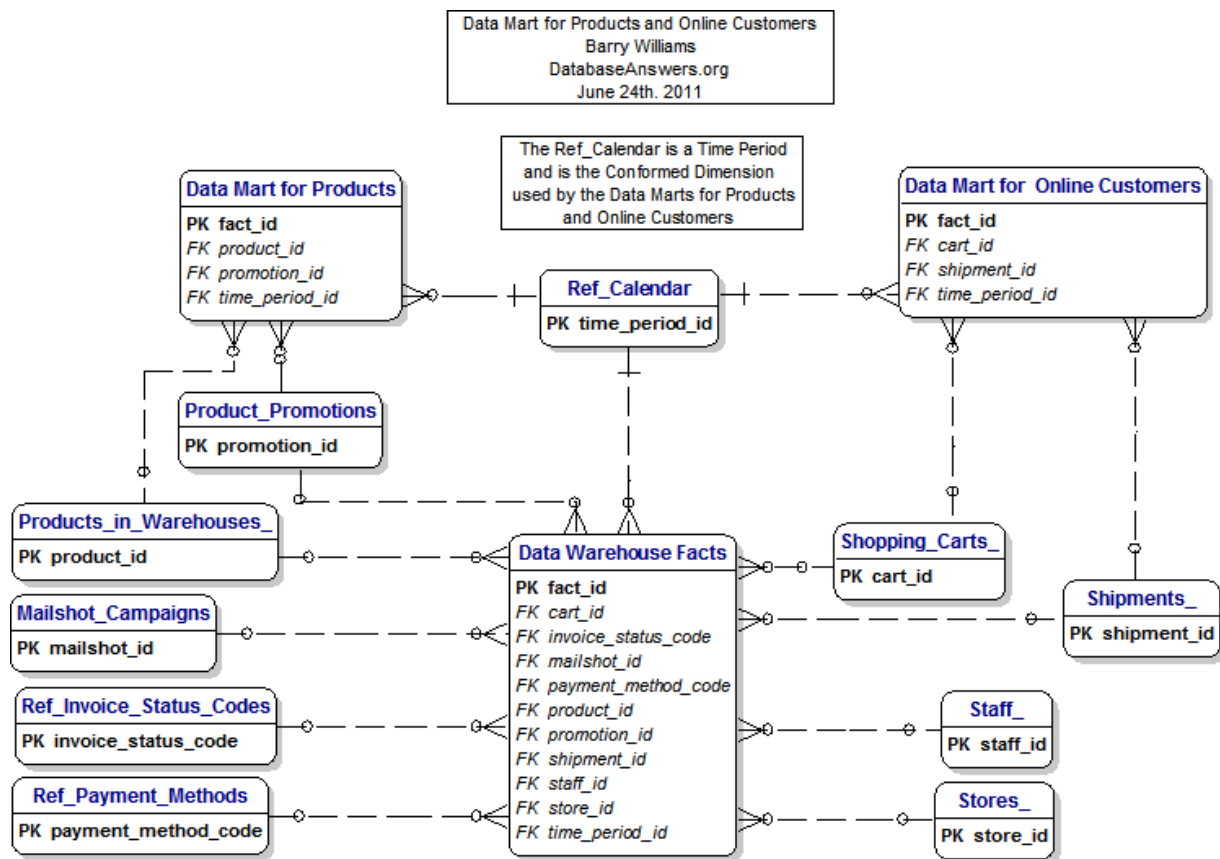 Data Mart for Products and Online Customers
Barry Williams
DatabaseAnswers.org
June 24th. 2011
The Ref_Calendar is a Time Period
and is the Conformed Dimension
used by the Data Marts for Products
and Online Customers
Data Mart for Products
PK fact_id
FK product_id
FK promotion_id
FK time_period_id
Data Mart for Online Customers
PK fact_id
FK cart_id
FK shipment_id
FK time_period_id
Ref_Calendar
PK time_period_id
Product_Promotions
PK promotion_id
Products_in_Warehouses_
PK product_id
Mailshot_Campaigns
PK mailshot_id
Ref_Invoice_Status_Codes
PK invoice_status_code
Ref_Payment_Methods
PK payment_method_code
Data Warehouse Facts
PK fact_id
FK cart_id
FK invoice_status_code
FK mailshot_id
FK payment_method_code
FK product_id
FK promotion_id
FK shipment_id
FK staff_id
FK store_id
FK time_period_id
Shopping_Carts_
PK cart_id
Shipments_
PK shipment_id
Staff_
PK staff_id
Stores_
PK store_id